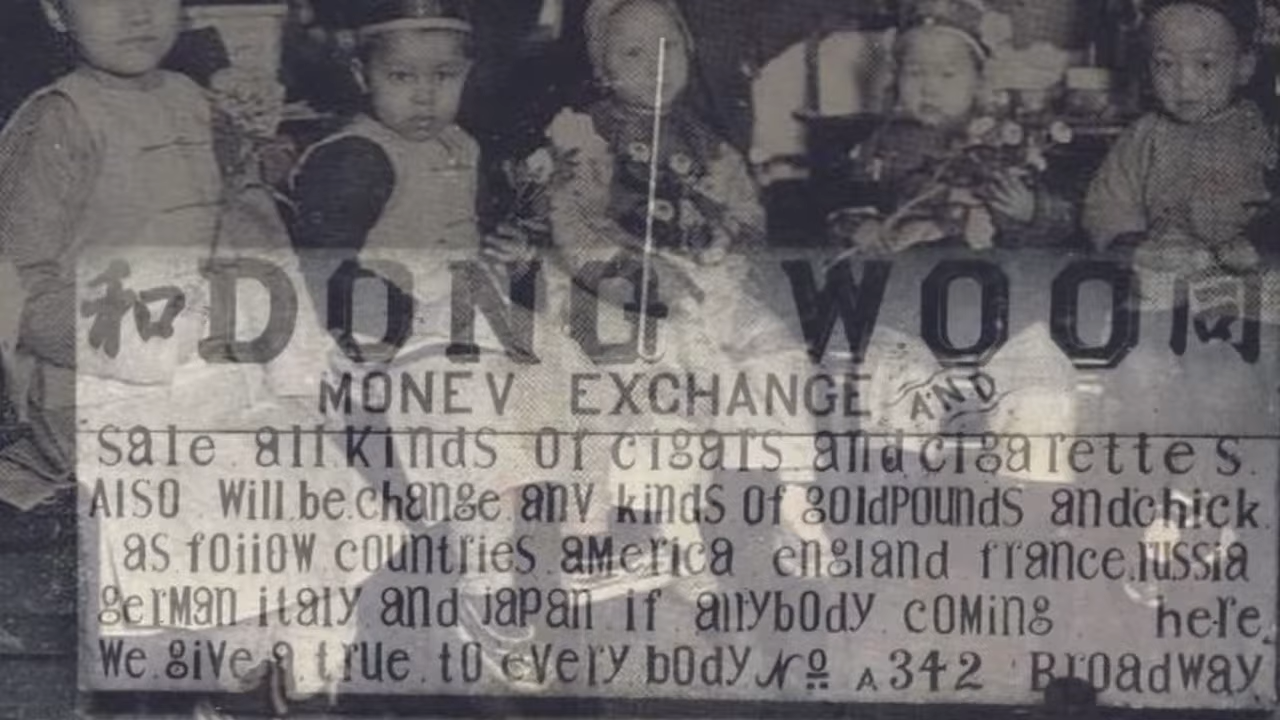 和 DONG WOO 同
MONEV EXCHANGE AND
Sale all kinds of cigars and cigarettes.
AlSO Will be change anv kinds of goldPounds and chick.
as foiiow countries aMerica england france, russia
gerMan italy and japan if anybody coming here.
We give a true to every body No A 342 Broadway.